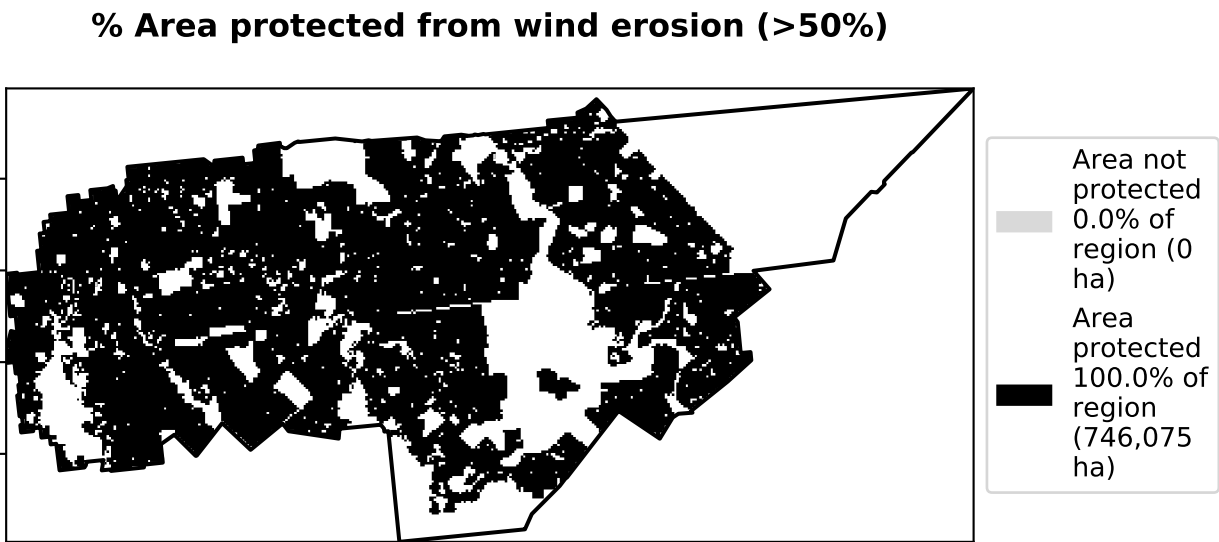 % Area protected from wind erosion (>50%)
Area not
protected
0.0% of
region (0
ha)
Area
protected
100.0% of
region
(746,075
ha)